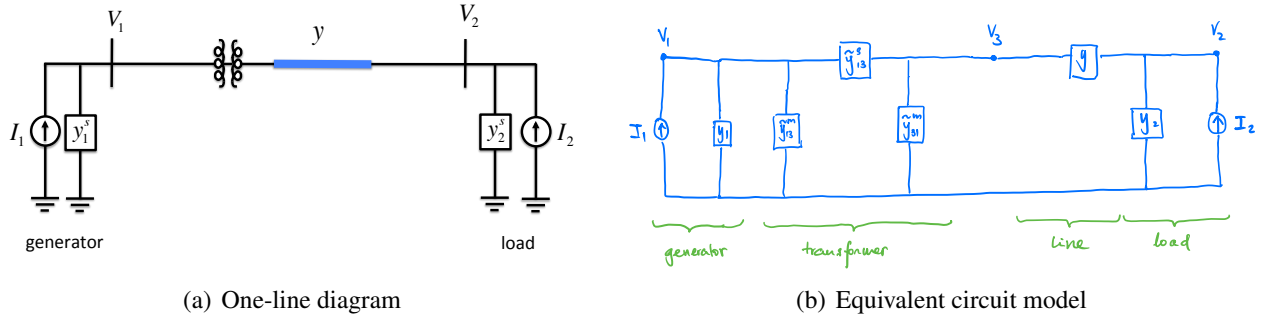 V₁
y
V₂
I₁
y₁ˢ
y₂ˢ
I₂
generator
load
(a) One-line diagram
V₁
V₃
V₂
ỹ₁₃ˢ
y
I₁
y₁
ỹ₁₃ᵐ
ỹ₃₁ᵐ
y₂
I₂
generator
transformer
line
load
(b) Equivalent circuit model